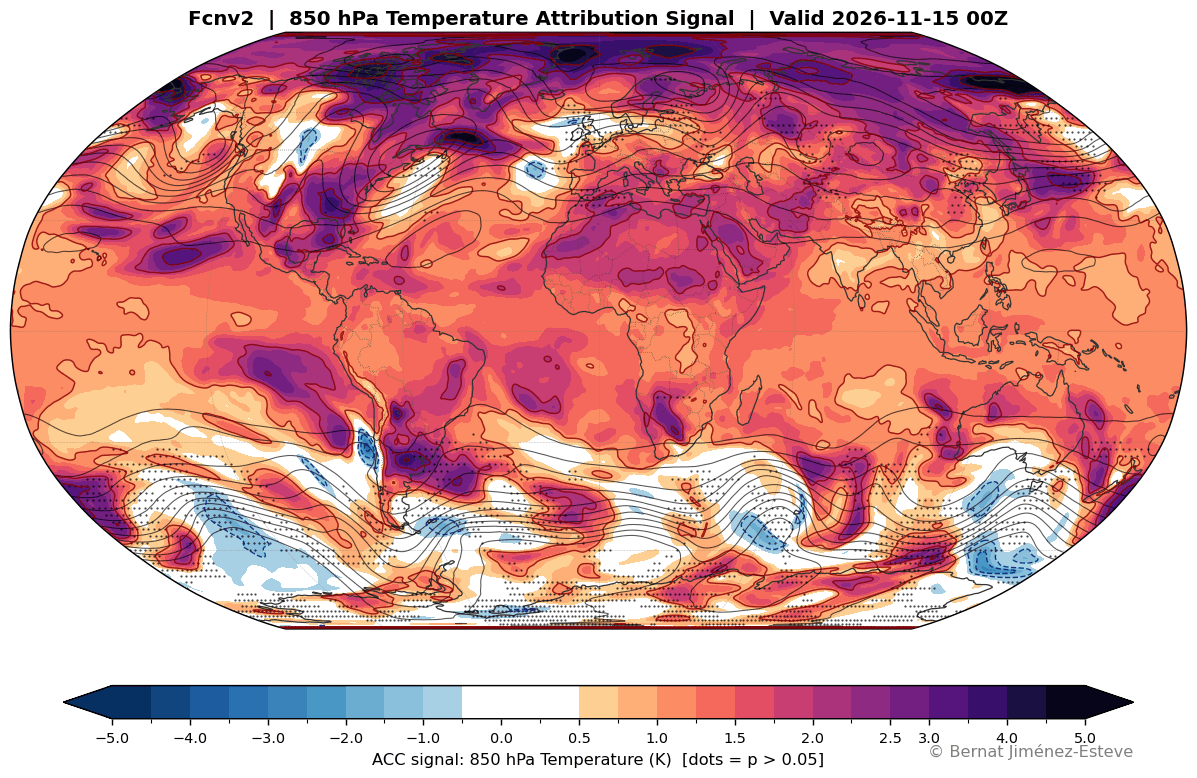 Fcnv2  |  850 hPa Temperature Attribution Signal  |  Valid 2026-11-15 00Z
−5.0 −4.0 −3.0 −2.0 −1.0 0.0 0.5 1.0 1.5 2.0 2.5 3.0 4.0 5.0
ACC signal: 850 hPa Temperature (K)  [dots = p > 0.05]
© Bernat Jiménez-Esteve